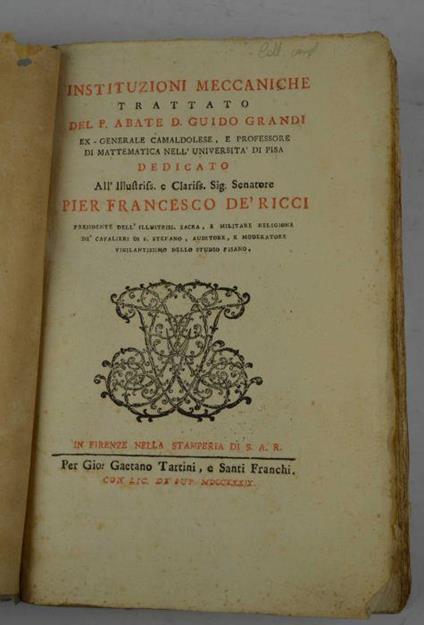 Coll. compl
INSTITUZIONI MECCANICHE
TRATTATO
DEL P. ABATE D. GUIDO GRANDI
EX-GENERALE CAMALDOLESE, E PROFESSORE
DI MATTEMATICA NELL' UNIVERSITA' DI PISA
DEDICATO
All' Illustriss. e Clariss. Sig. Senatore
PIER FRANCESCO DE' RICCI
PRESIDENTE DELL' ILLUSTRISS. SACRA, E MILITARE RELIGIONE
DE' CAVALIERI DI S. STEFANO, AUDITORE, E MODERATORE
VIGILANTISSIMO DELLO STUDIO PISANO.
IN FIRENZE NELLA STAMPERIA DI S. A. R.
Per Gio: Gaetano Tartini, e Santi Franchi.
CON LIC. DE' SUP. MDCCXXXIX.